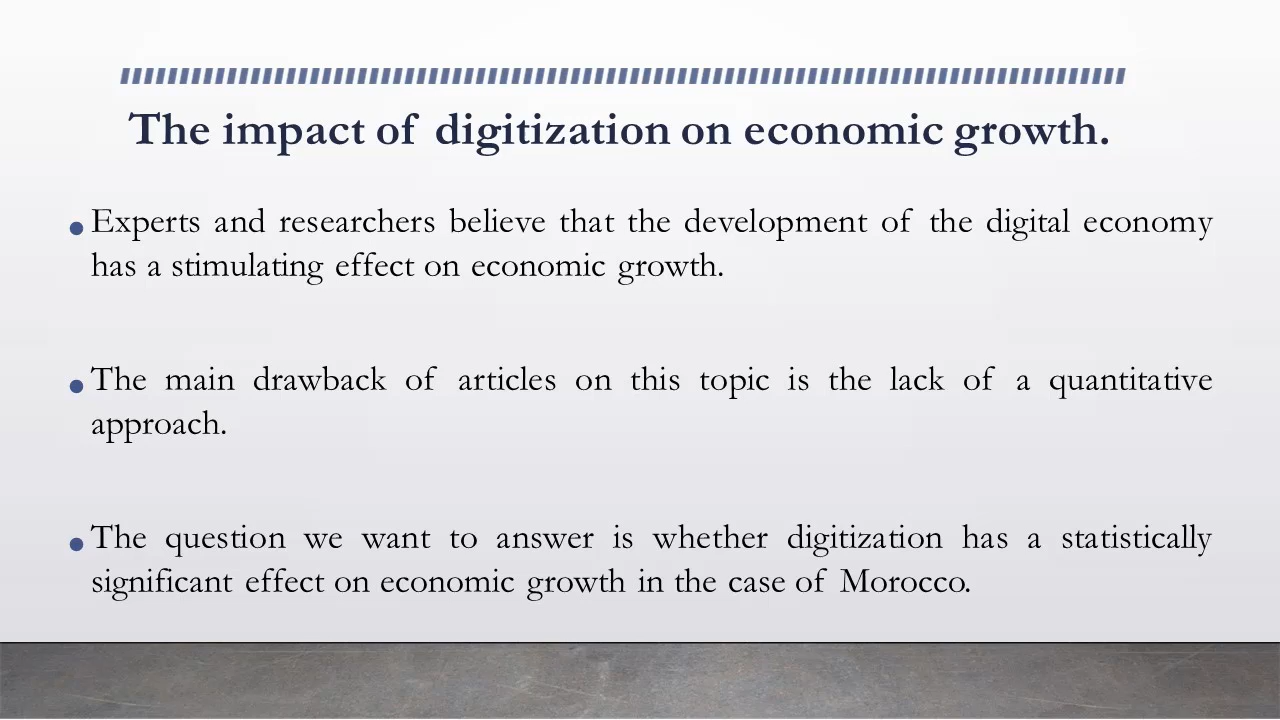 The impact of digitization on economic growth.
Experts and researchers believe that the development of the digital economy
has a stimulating effect on economic growth.
The main drawback of articles on this topic is the lack of a quantitative
approach.
The question we want to answer is whether digitization has a statistically
significant effect on economic growth in the case of Morocco.